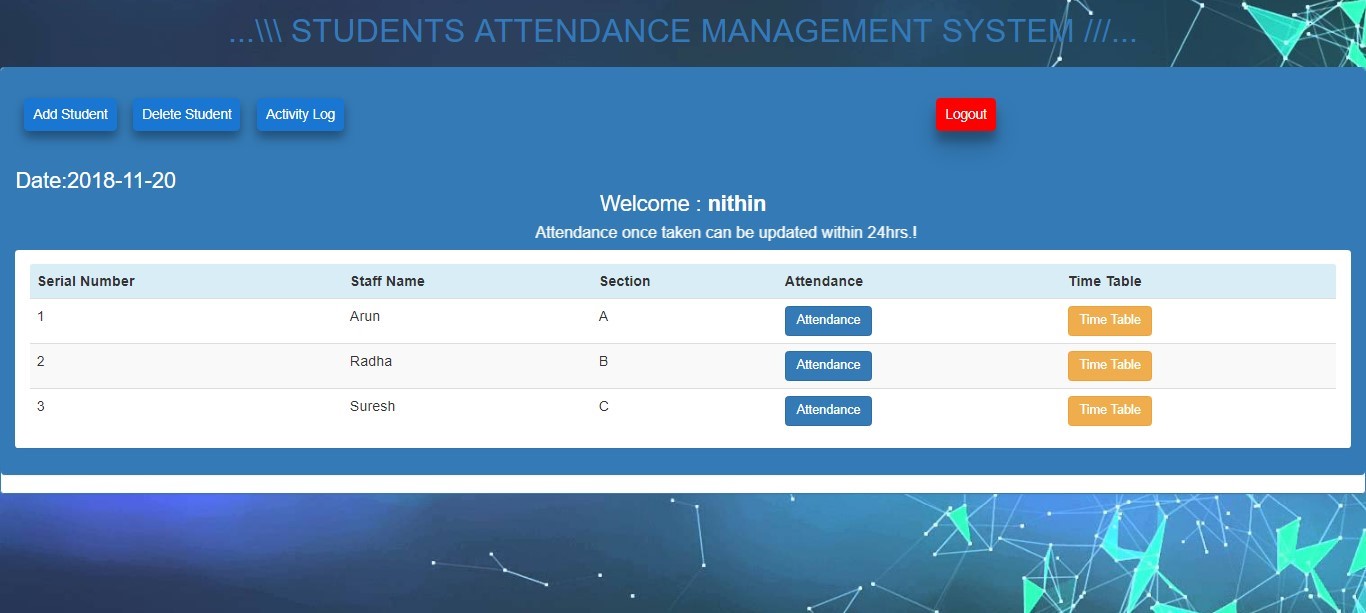 ...\\\ STUDENTS ATTENDANCE MANAGEMENT SYSTEM ///...
Add Student Delete Student Activity Log Logout
Date:2018-11-20
Welcome : nithin
Attendance once taken can be updated within 24hrs.!
Serial Number Staff Name Section Attendance Time Table
1 Arun A Attendance Time Table
2 Radha B Attendance Time Table
3 Suresh C Attendance Time Table